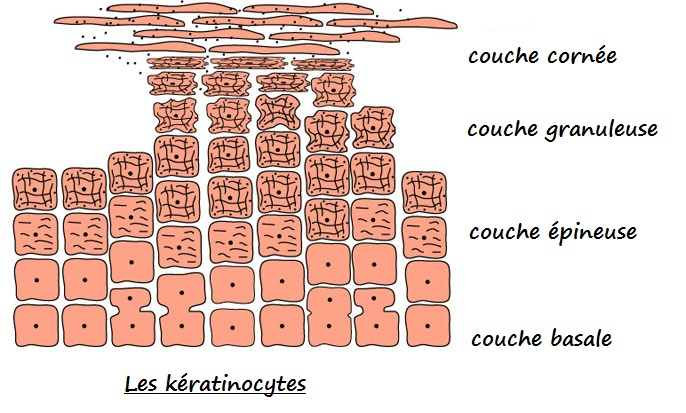 couche cornée
couche granuleuse
couche épineuse
couche basale
Les kératinocytes